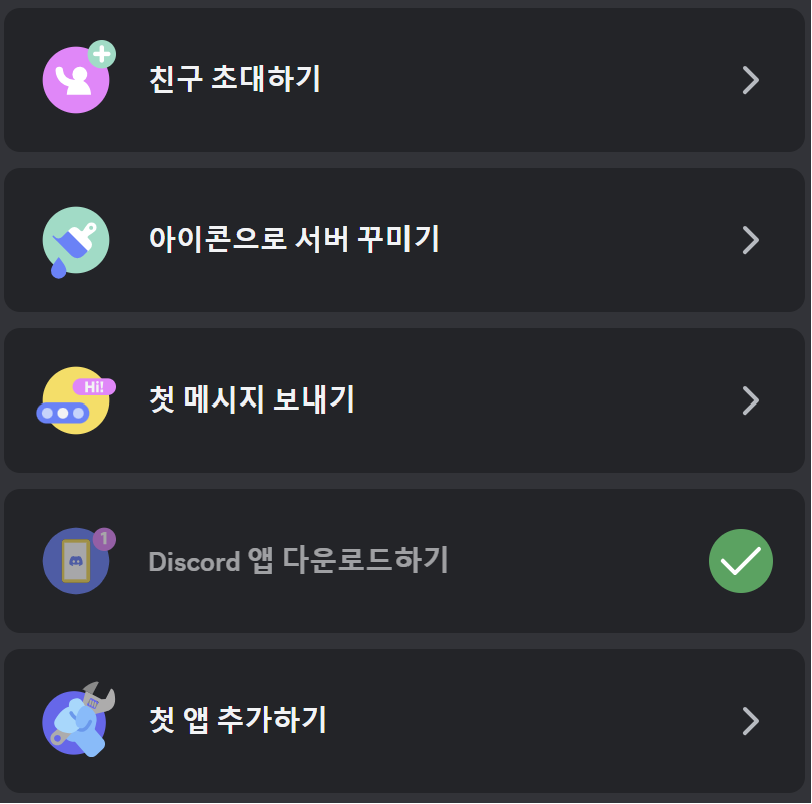 친구 초대하기
아이콘으로 서버 꾸미기
Hi!
첫 메시지 보내기
1
Discord 앱 다운로드하기
첫 앱 추가하기